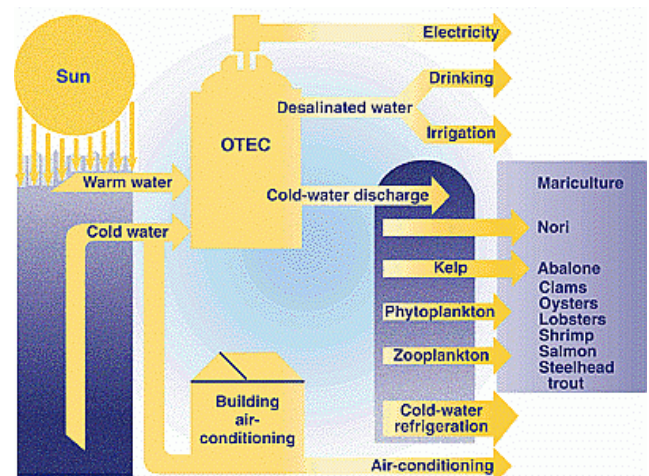 Sun
Electricity
Drinking
Desalinated water
Irrigation
OTEC
Warm water
Cold-water discharge
Cold water
Mariculture
Nori
Kelp
Abalone
Clams
Oysters
Lobsters
Shrimp
Salmon
Steelhead
trout
Phytoplankton
Zooplankton
Cold-water
refrigeration
Building
air-
conditioning
Air-conditioning